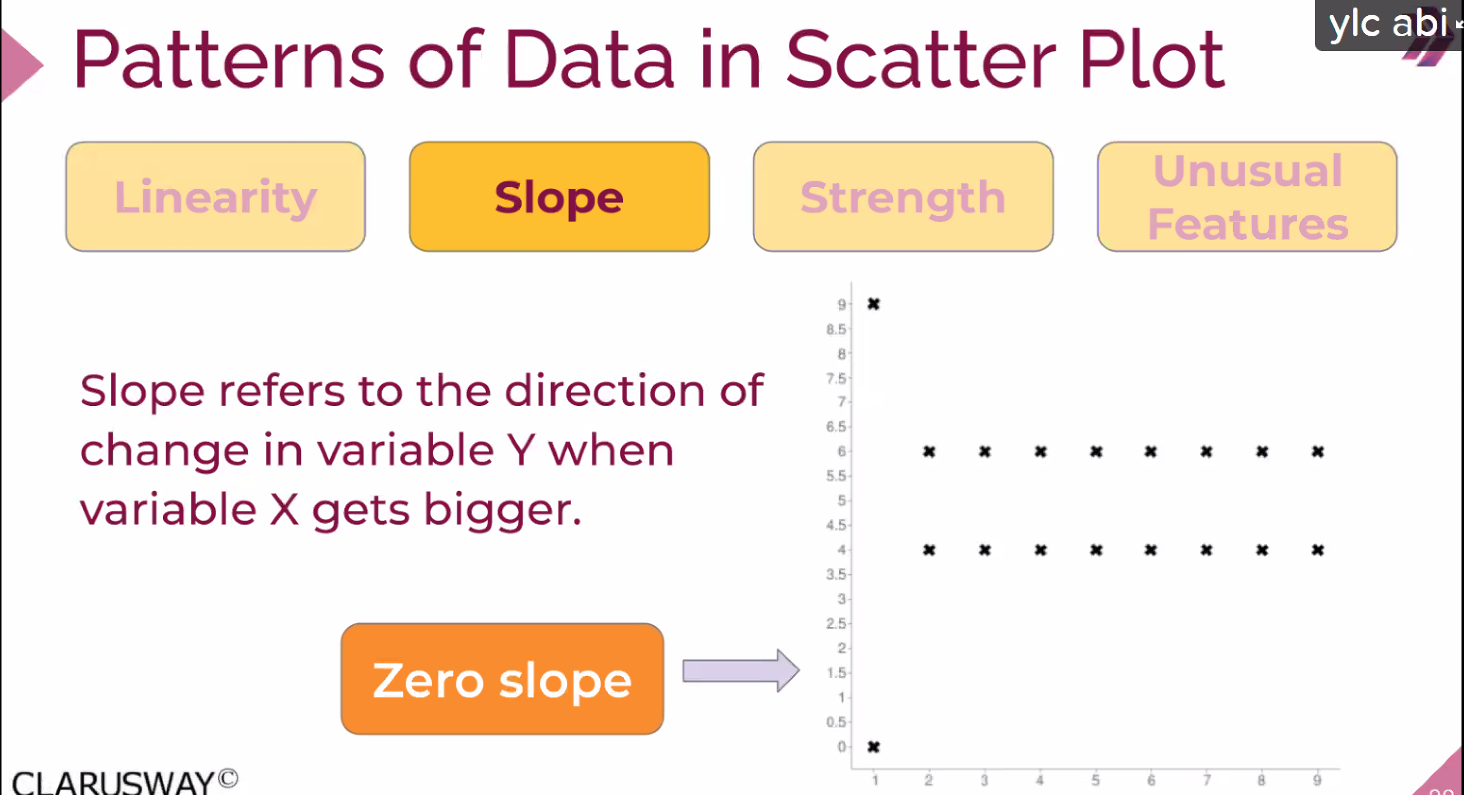 ylc abi
Patterns of Data in Scatter Plot
Linearity
Slope
Strength
Unusual
Features
Slope refers to the direction of
change in variable Y when
variable X gets bigger.
Zero slope
9
8.5
8
7.5
7
6.5
6
5.5
5
4.5
4
3.5
3
2.5
2
1.5
1
0.5
0
1 2 3 4 5 6 7 8 9
CLARUSWAY©